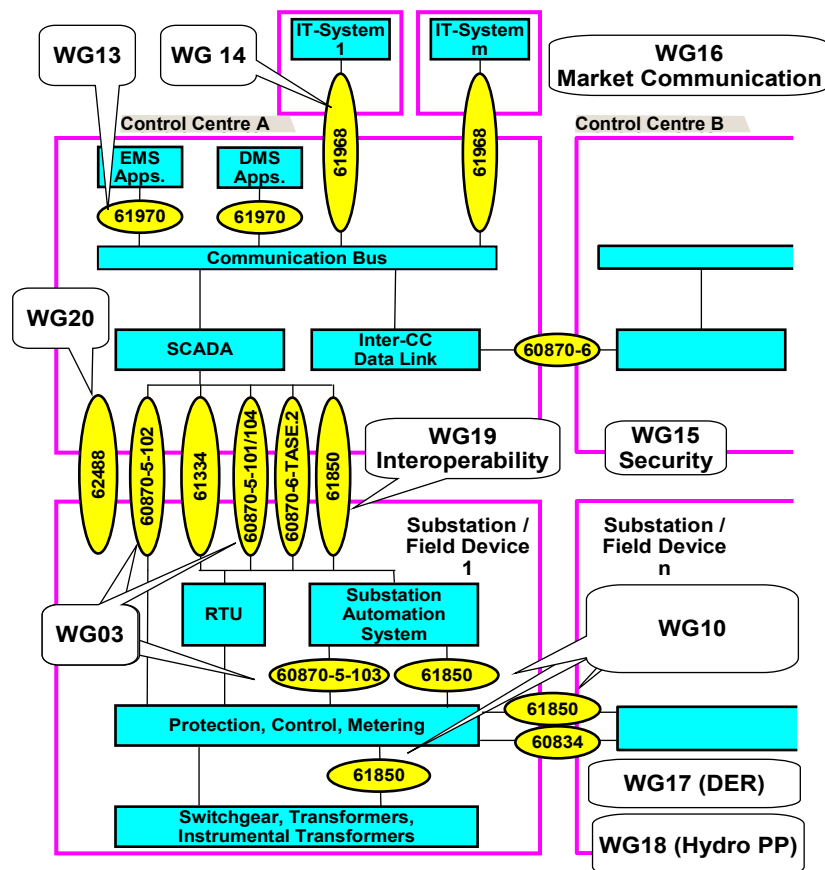 IT-System
1
IT-System
m
WG13
WG 14
WG16
Market Communication
Control Centre A
Control Centre B
61968
61968
EMS
Apps.
DMS
Apps.
61970
61970
Communication Bus
WG20
SCADA
Inter-CC
Data Link
60870-6
62488
60870-5-102
61334
60870-5-101/104
60870-6-TASE.2
61850
WG19
Interoperability
WG15
Security
Substation /
Field Device
1
Substation /
Field Device
n
RTU
Substation
Automation
System
WG03
WG10
60870-5-103
61850
Protection, Control, Metering
61850
60834
61850
Switchgear, Transformers,
Instrumental Transformers
WG17 (DER)
WG18 (Hydro PP)